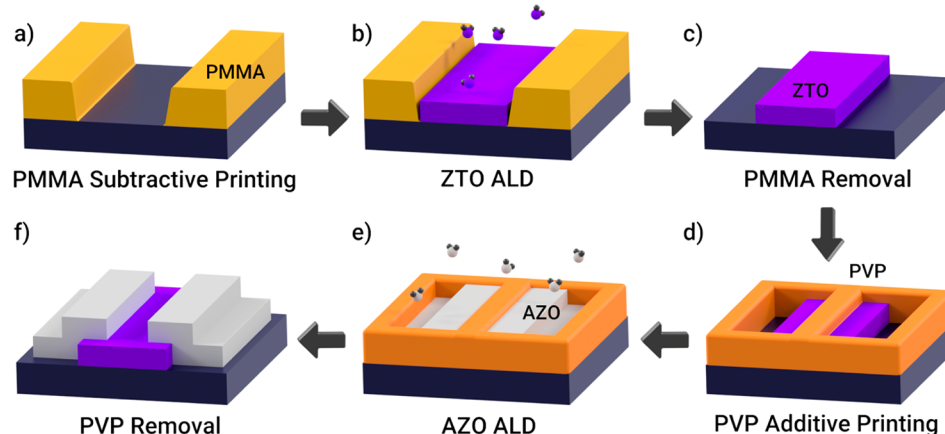 a)
PMMA
PMMA Subtractive Printing
b)
ZTO ALD
c)
ZTO
PMMA Removal
d)
PVP
PVP Additive Printing
e)
AZO
AZO ALD
f)
PVP Removal